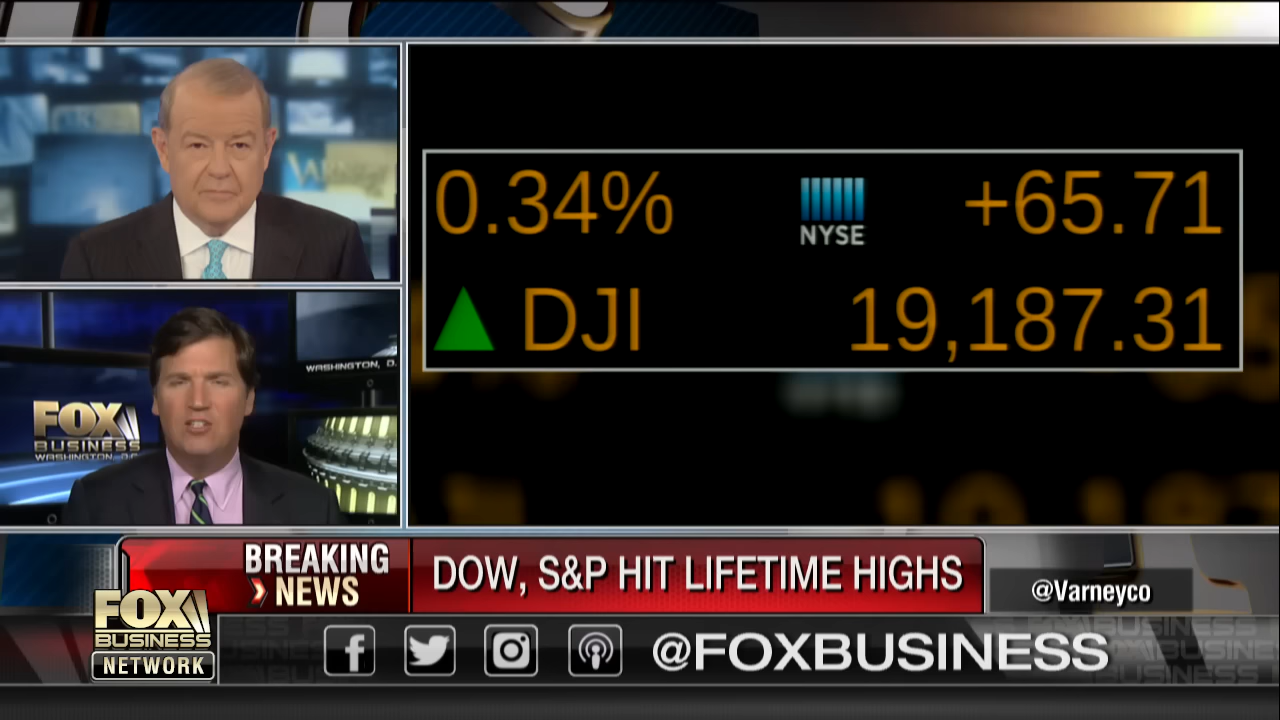 0.34%
NYSE
+65.71
DJI
19,187.31
WASHINGTON, D.
FOX
BUSINESS
WASHINGTON, D.C
BREAKING
NEWS
DOW, S&P HIT LIFETIME HIGHS
@Varneyco
FOX
BUSINESS
NETWORK
@FOXBUSINESS